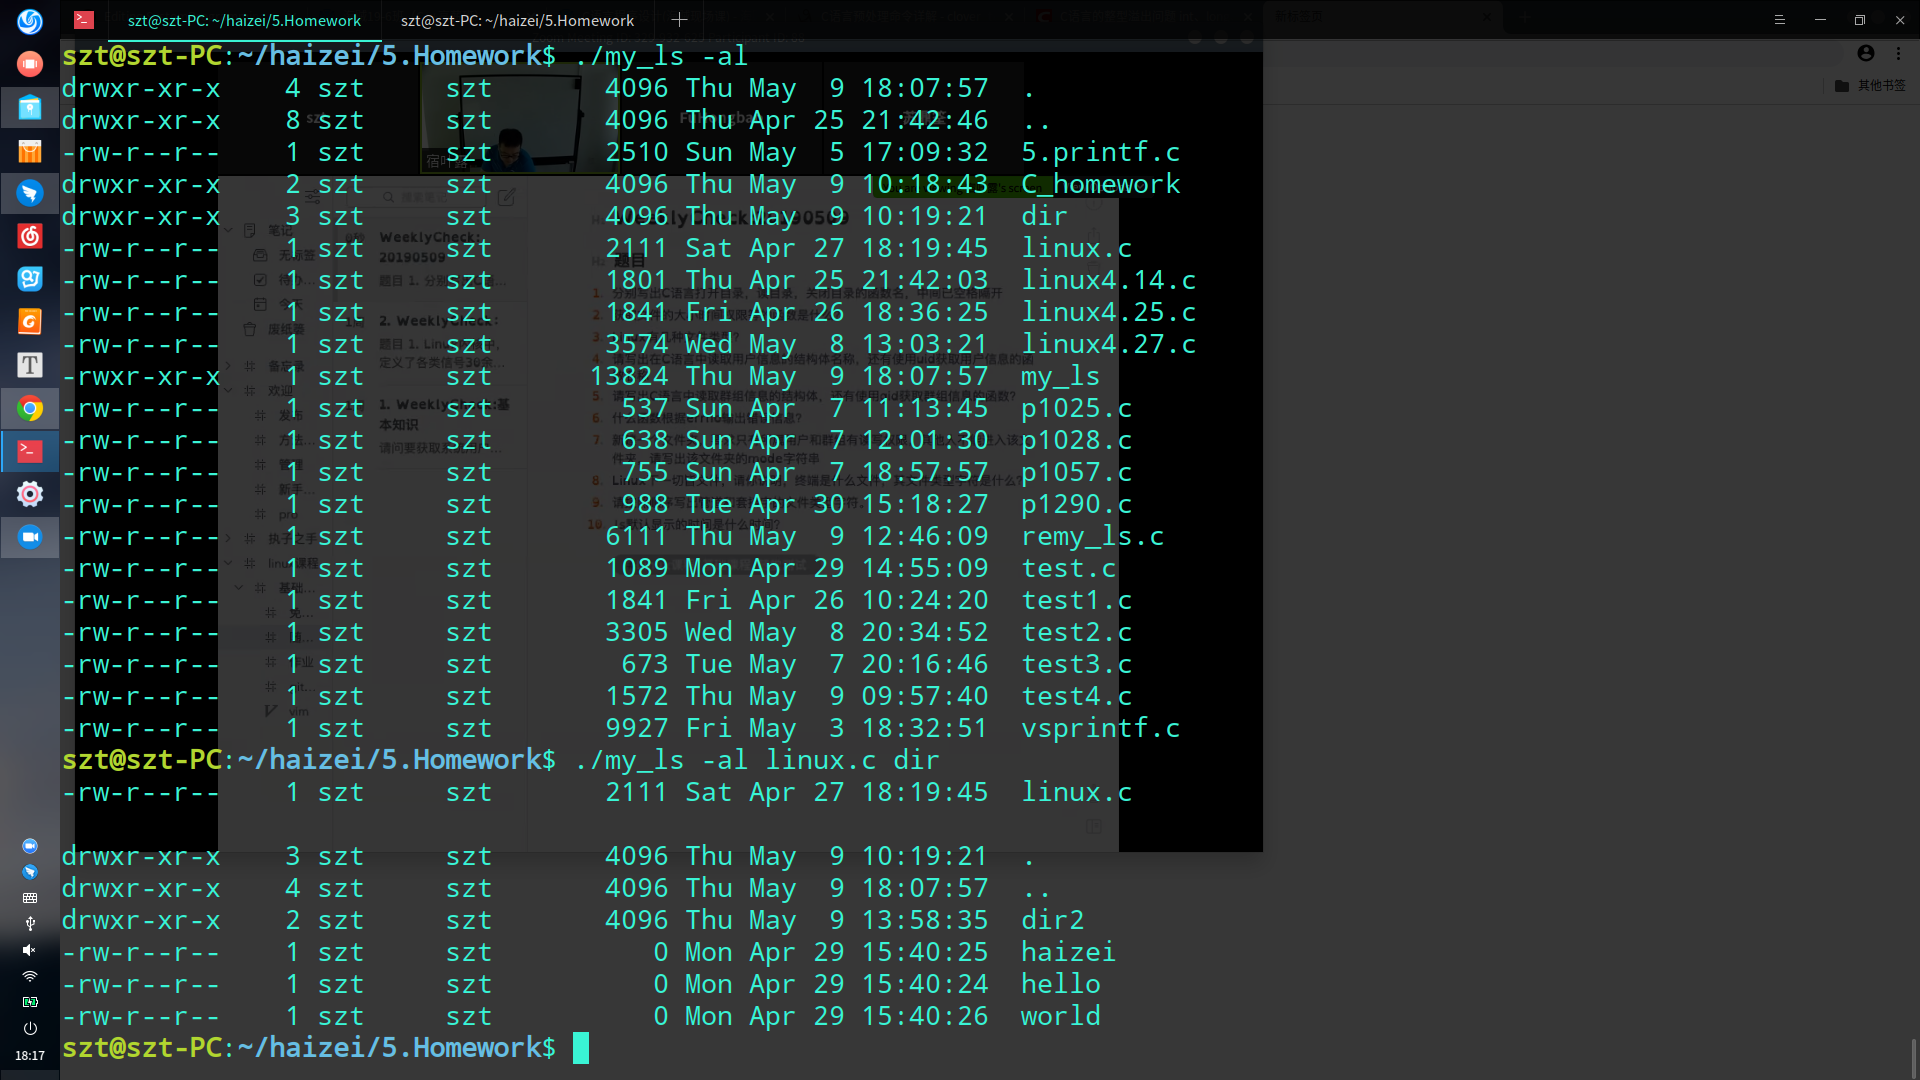 szt@szt-PC: ~/haizei/5.Homework
szt@szt-PC: ~/haizei/5.Homework
其他书签
szt@szt-PC:~/haizei/5.Homework$ ./my_ls -al
drwxr-xr-x 4 szt szt 4096 Thu May 9 18:07:57 .
drwxr-xr-x 8 szt szt 4096 Thu Apr 25 21:42:46 ..
-rw-r--r-- 1 szt szt 2510 Sun May 5 17:09:32 5.printf.c
drwxr-xr-x 2 szt szt 4096 Thu May 9 10:18:43 C_homework
drwxr-xr-x 3 szt szt 4096 Thu May 9 10:19:21 dir
-rw-r--r-- 1 szt szt 2111 Sat Apr 27 18:19:45 linux.c
-rw-r--r-- 1 szt szt 1801 Thu Apr 25 21:42:03 linux4.14.c
-rw-r--r-- 1 szt szt 1841 Fri Apr 26 18:36:25 linux4.25.c
-rw-r--r-- 1 szt szt 3574 Wed May 8 13:03:21 linux4.27.c
-rwxr-xr-x 1 szt szt 13824 Thu May 9 18:07:57 my_ls
-rw-r--r-- 1 szt szt 537 Sun Apr 7 11:13:45 p1025.c
-rw-r--r-- 1 szt szt 638 Sun Apr 7 12:01:30 p1028.c
-rw-r--r-- 1 szt szt 755 Sun Apr 7 18:57:57 p1057.c
-rw-r--r-- 1 szt szt 988 Tue Apr 30 15:18:27 p1290.c
-rw-r--r-- 1 szt szt 6111 Thu May 9 12:46:09 remy_ls.c
-rw-r--r-- 1 szt szt 1089 Mon Apr 29 14:55:09 test.c
-rw-r--r-- 1 szt szt 1841 Fri Apr 26 10:24:20 test1.c
-rw-r--r-- 1 szt szt 3305 Wed May 8 20:34:52 test2.c
-rw-r--r-- 1 szt szt 673 Tue May 7 20:16:46 test3.c
-rw-r--r-- 1 szt szt 1572 Thu May 9 09:57:40 test4.c
-rw-r--r-- 1 szt szt 9927 Fri May 3 18:32:51 vsprintf.c
szt@szt-PC:~/haizei/5.Homework$ ./my_ls -al linux.c dir
-rw-r--r-- 1 szt szt 2111 Sat Apr 27 18:19:45 linux.c
drwxr-xr-x 3 szt szt 4096 Thu May 9 10:19:21 .
drwxr-xr-x 4 szt szt 4096 Thu May 9 18:07:57 ..
drwxr-xr-x 2 szt szt 4096 Thu May 9 13:58:35 dir2
-rw-r--r-- 1 szt szt 0 Mon Apr 29 15:40:25 haizei
-rw-r--r-- 1 szt szt 0 Mon Apr 29 15:40:24 hello
-rw-r--r-- 1 szt szt 0 Mon Apr 29 15:40:26 world
szt@szt-PC:~/haizei/5.Homework$
笔记
欢迎
vim
WeeklyCheck:
20190509
2. WeeklyCheck:
1. WeeklyCheck:基
本知识
题目
18:17